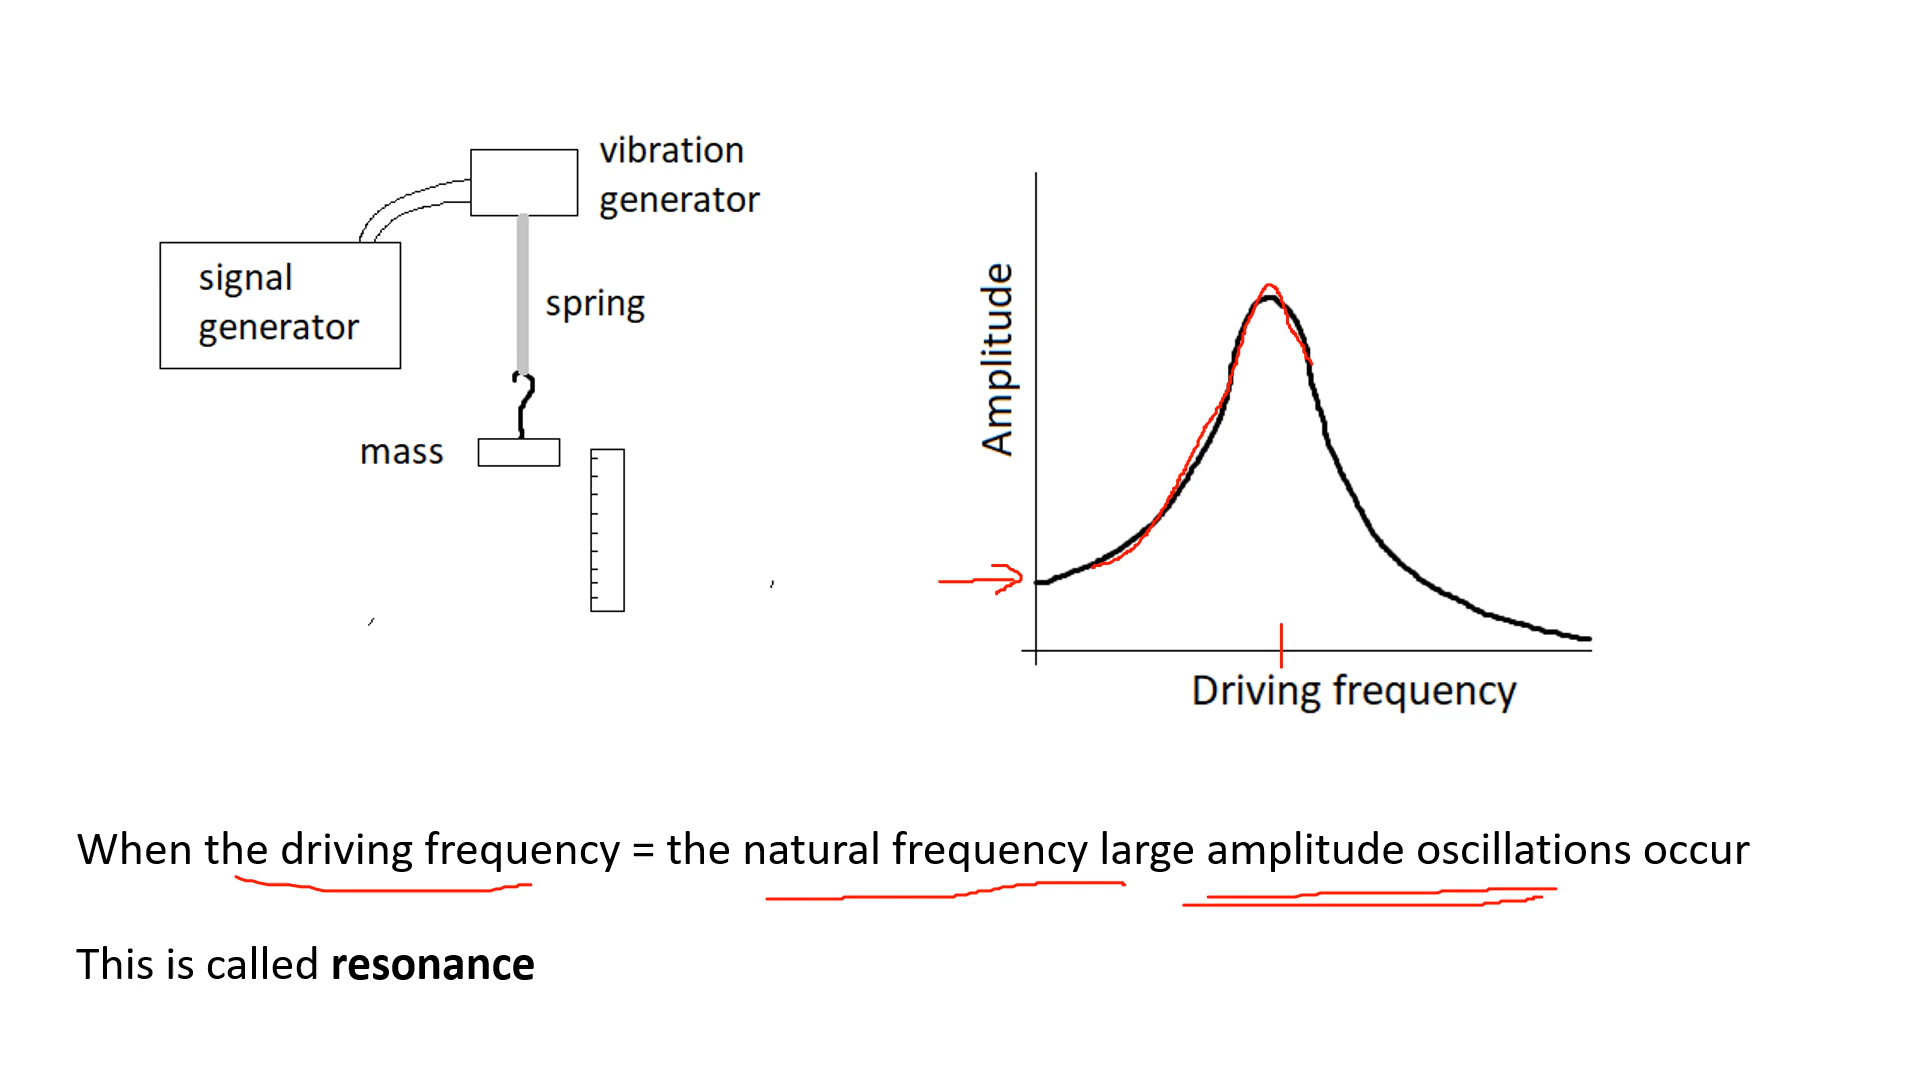 vibration
generator
signal
generator
spring
mass
Amplitude
Driving frequency
When the driving frequency = the natural frequency large amplitude oscillations occur
This is called resonance